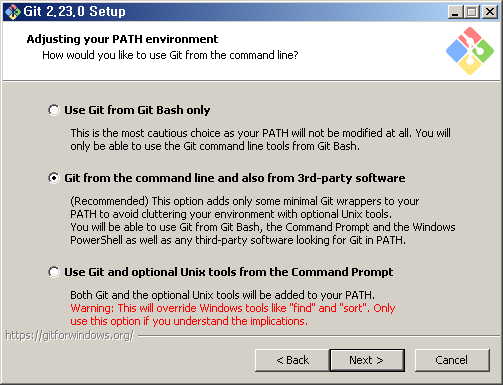 Git 2.23.0 Setup
Adjusting your PATH environment
How would you like to use Git from the command line?
Use Git from Git Bash only
This is the most cautious choice as your PATH will not be modified at all. You will
only be able to use the Git command line tools from Git Bash.
Git from the command line and also from 3rd-party software
(Recommended) This option adds only some minimal Git wrappers to your
PATH to avoid cluttering your environment with optional Unix tools.
You will be able to use Git from Git Bash, the Command Prompt and the Windows
PowerShell as well as any third-party software looking for Git in PATH.
Use Git and optional Unix tools from the Command Prompt
Both Git and the optional Unix tools will be added to your PATH.
Warning: This will override Windows tools like "find" and "sort". Only
use this option if you understand the implications.
https://gitforwindows.org/
< Back
Next >
Cancel